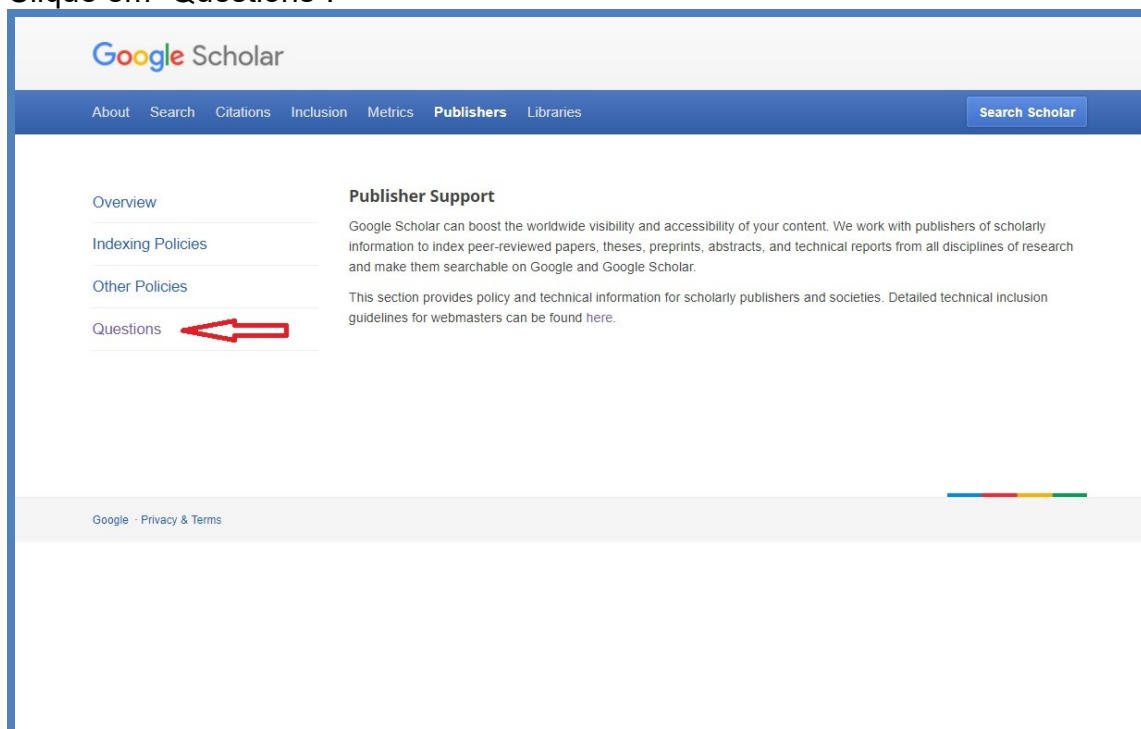 Clique em "Questions".
Google Scholar
About Search Citations Inclusion Metrics Publishers Libraries Search Scholar
Overview
Indexing Policies
Other Policies
Questions
Publisher Support
Google Scholar can boost the worldwide visibility and accessibility of your content. We work with publishers of scholarly
information to index peer-reviewed papers, theses, preprints, abstracts, and technical reports from all disciplines of research
and make them searchable on Google and Google Scholar.
This section provides policy and technical information for scholarly publishers and societies. Detailed technical inclusion
guidelines for webmasters can be found here.
Google · Privacy & Terms